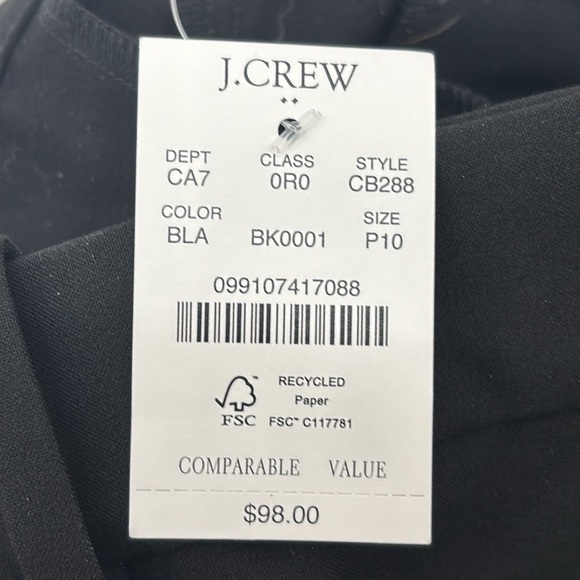 J.CREW
DEPT CLASS STYLE
CA7 0R0 CB288
COLOR SIZE
BLA BK0001 P10
099107417088
RECYCLED
Paper
FSC™ FSC™ C117781
COMPARABLE VALUE
$98.00